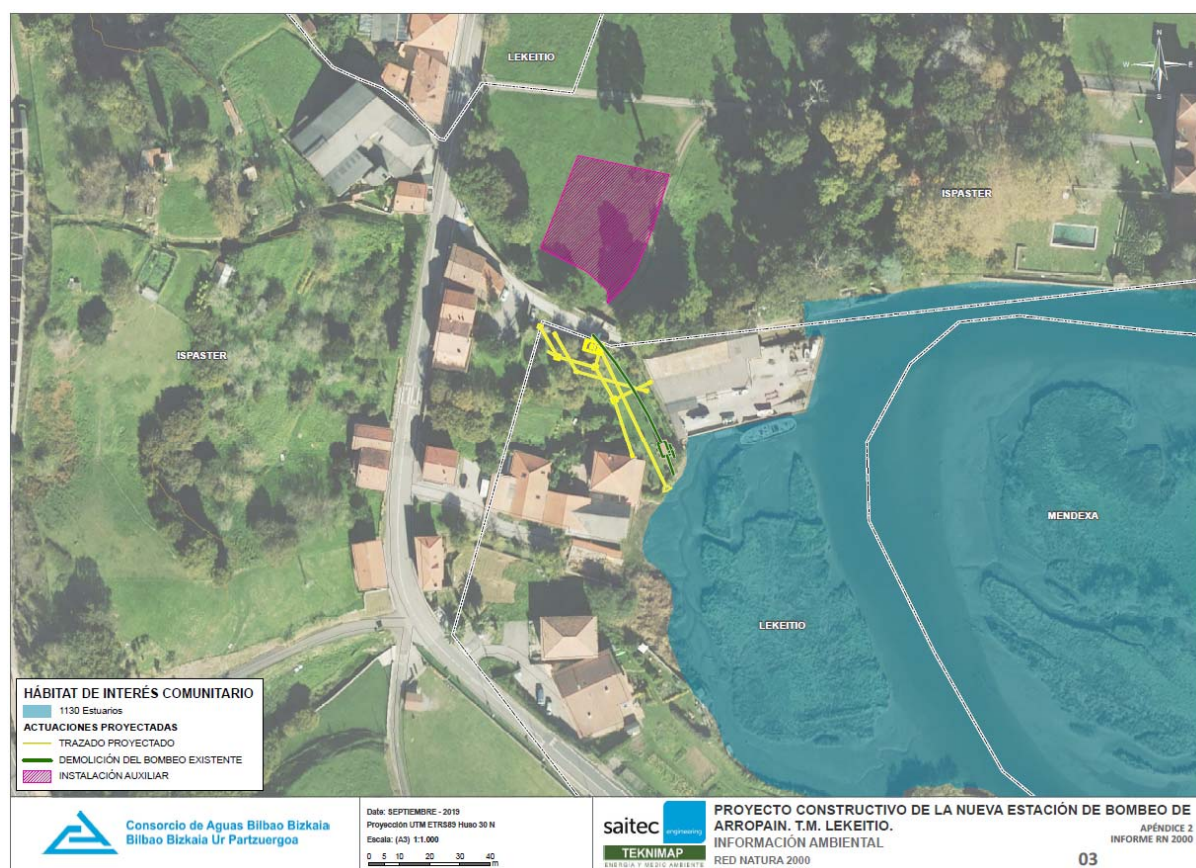 LEKEITIO
N
W
E
S
ISPASTER
ISPASTER
MENDEXA
LEKEITIO
HÁBITAT DE INTERÉS COMUNITARIO
1130 Estuarios
ACTUACIONES PROYECTADAS
TRAZADO PROYECTADO
DEMOLICIÓN DEL BOMBEO EXISTENTE
INSTALACIÓN AUXILIAR
Consorcio de Aguas Bilbao Bizkaia
Bilbao Bizkaia Ur Partzuergoa
Date: SEPTIEMBRE - 2019
Proyección UTM ETRS89 Huso 30 N
Escala: (A3) 1:1.000
0 5 10 20 30 40
m
saitec engineering
TEKNIMAP
ENERGÍA Y MEDIO AMBIENTE
PROYECTO CONSTRUCTIVO DE LA NUEVA ESTACIÓN DE BOMBEO DE
ARROPAIN. T.M. LEKEITIO.
INFORMACIÓN AMBIENTAL
RED NATURA 2000
APÉNDICE 2
INFORME RN 2000
03